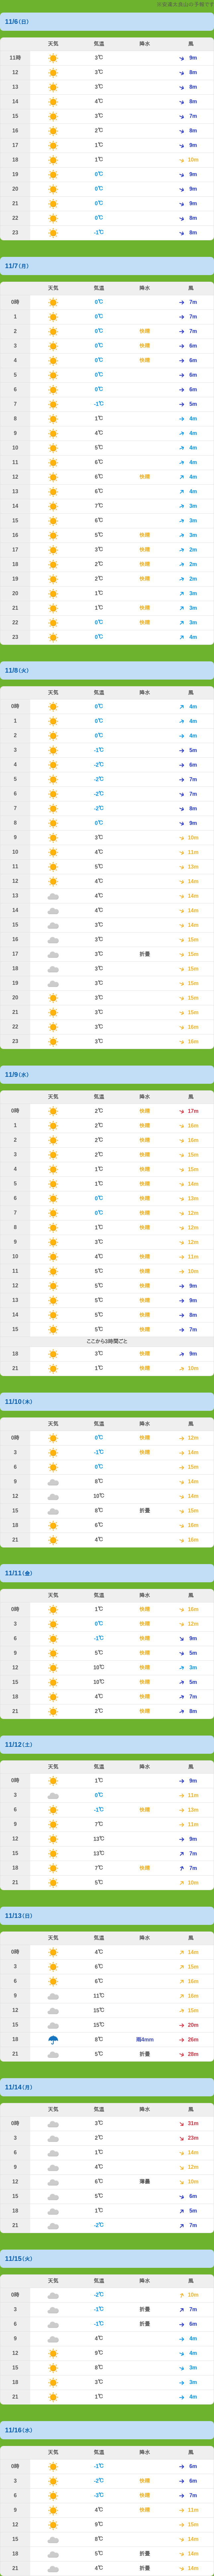 11/6(日)
天気 気温 降水 風
11時 3℃ 9m
12 3℃ 8m
13 3℃ 8m
14 4℃ 8m
15 3℃ 7m
16 2℃ 8m
17 1℃ 9m
18 1℃ 10m
19 0℃ 9m
20 0℃ 9m
21 0℃ 9m
22 0℃ 8m
23 -1℃ 8m
11/7(月)
天気 気温 降水 風
0時 0℃ 7m
1 0℃ 7m
2 0℃ 快晴 7m
3 0℃ 快晴 6m
4 0℃ 快晴 6m
5 0℃ 6m
6 0℃ 6m
7 -1℃ 5m
8 1℃ 4m
9 4℃ 4m
10 5℃ 4m
11 6℃ 4m
12 6℃ 快晴 4m
13 6℃ 4m
14 7℃ 3m
15 6℃ 3m
16 5℃ 快晴 3m
17 3℃ 快晴 2m
18 2℃ 快晴 2m
19 2℃ 快晴 2m
20 1℃ 3m
21 1℃ 快晴 3m
22 0℃ 快晴 3m
23 0℃ 4m
11/8(火)
天気 気温 降水 風
0時 0℃ 4m
1 0℃ 4m
2 0℃ 4m
3 -1℃ 5m
4 -2℃ 6m
5 -2℃ 7m
6 -2℃ 7m
7 -2℃ 8m
8 0℃ 9m
9 3℃ 10m
10 4℃ 11m
11 5℃ 13m
12 4℃ 14m
13 4℃ 14m
14 4℃ 14m
15 3℃ 14m
16 3℃ 15m
17 3℃ 折曇 15m
18 3℃ 15m
19 3℃ 15m
20 3℃ 15m
21 3℃ 15m
22 3℃ 16m
23 3℃ 16m
11/9(水)
天気 気温 降水 風
0時 2℃ 快晴 17m
1 2℃ 快晴 16m
2 2℃ 快晴 16m
3 2℃ 快晴 15m
4 1℃ 快晴 15m
5 1℃ 快晴 14m
6 0℃ 快晴 13m
7 0℃ 快晴 12m
8 1℃ 快晴 12m
9 3℃ 快晴 12m
10 4℃ 快晴 11m
11 5℃ 快晴 10m
12 5℃ 快晴 9m
13 5℃ 快晴 9m
14 5℃ 快晴 8m
15 5℃ 快晴 7m
ここから3時間ごと
18 3℃ 快晴 9m
21 1℃ 快晴 10m
11/10(木)
天気 気温 降水 風
0時 0℃ 快晴 12m
3 -1℃ 快晴 14m
6 0℃ 15m
9 8℃ 14m
12 10℃ 14m
15 8℃ 折曇 15m
18 6℃ 16m
21 4℃ 16m
11/11(金)
天気 気温 降水 風
0時 1℃ 快晴 16m
3 0℃ 快晴 12m
6 -1℃ 快晴 9m
9 5℃ 快晴 5m
12 10℃ 快晴 3m
15 10℃ 快晴 5m
18 4℃ 快晴 7m
21 2℃ 快晴 8m
11/12(土)
天気 気温 降水 風
0時 1℃ 9m
3 0℃ 11m
6 -1℃ 快晴 13m
9 7℃ 11m
12 13℃ 9m
15 13℃ 7m
18 7℃ 快晴 7m
21 5℃ 10m
11/13(日)
天気 気温 降水 風
0時 4℃ 14m
3 6℃ 15m
6 6℃ 16m
9 11℃ 16m
12 15℃ 15m
15 15℃ 20m
18 8℃ 雨4mm 26m
21 5℃ 折曇 28m
11/14(月)
天気 気温 降水 風
0時 3℃ 31m
3 2℃ 23m
6 1℃ 14m
9 4℃ 12m
12 6℃ 薄曇 10m
15 5℃ 6m
18 1℃ 5m
21 -2℃ 7m
11/15(火)
天気 気温 降水 風
0時 -2℃ 10m
3 -1℃ 折曇 7m
6 -1℃ 折曇 6m
9 4℃ 4m
12 9℃ 4m
15 8℃ 3m
18 3℃ 3m
21 1℃ 4m
11/16(水)
天気 気温 降水 風
0時 -1℃ 6m
3 -2℃ 快晴 6m
6 -3℃ 快晴 7m
9 4℃ 快晴 11m
12 9℃ 15m
15 8℃ 14m
18 5℃ 折曇 14m
21 4℃ 折曇 14m